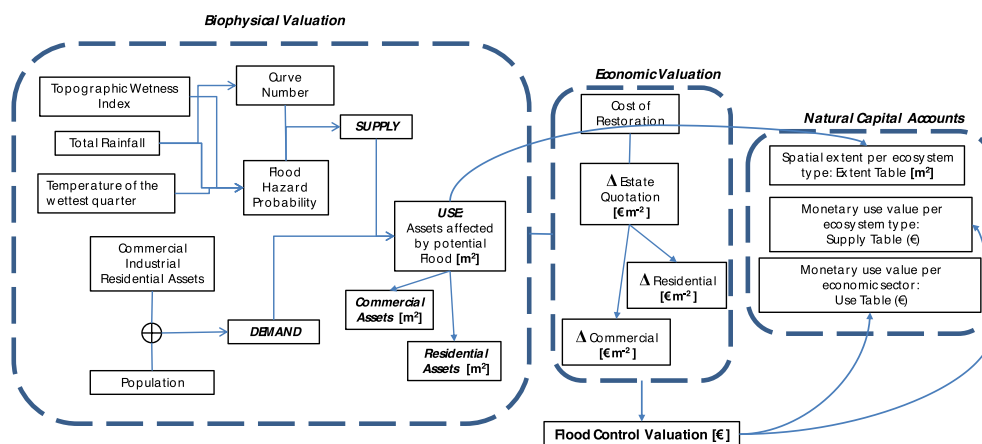 Biophysical Valuation
Topographic Wetness
Index
Total Rainfall
Temperature of the
wettest quarter
Curve
Number
Flood
Hazard
Probability
SUPPLY
Commercial
Industrial
Residential Assets
Population
DEMAND
USE:
Assets affected
by potential
Flood [m²]
Commercial
Assets [m²]
Residential
Assets [m²]
Economic Valuation
Cost of
Restoration
Δ Estate
Quotation
[€m⁻²]
Δ Residential
[€m⁻²]
Δ Commercial
[€m⁻²]
Flood Control Valuation [€]
Natural Capital Accounts
Spatial extent per ecosystem
type: Extent Table [m²]
Monetary use value per
ecosystem type:
Supply Table (€)
Monetary use value per
economic sector:
Use Table (€)